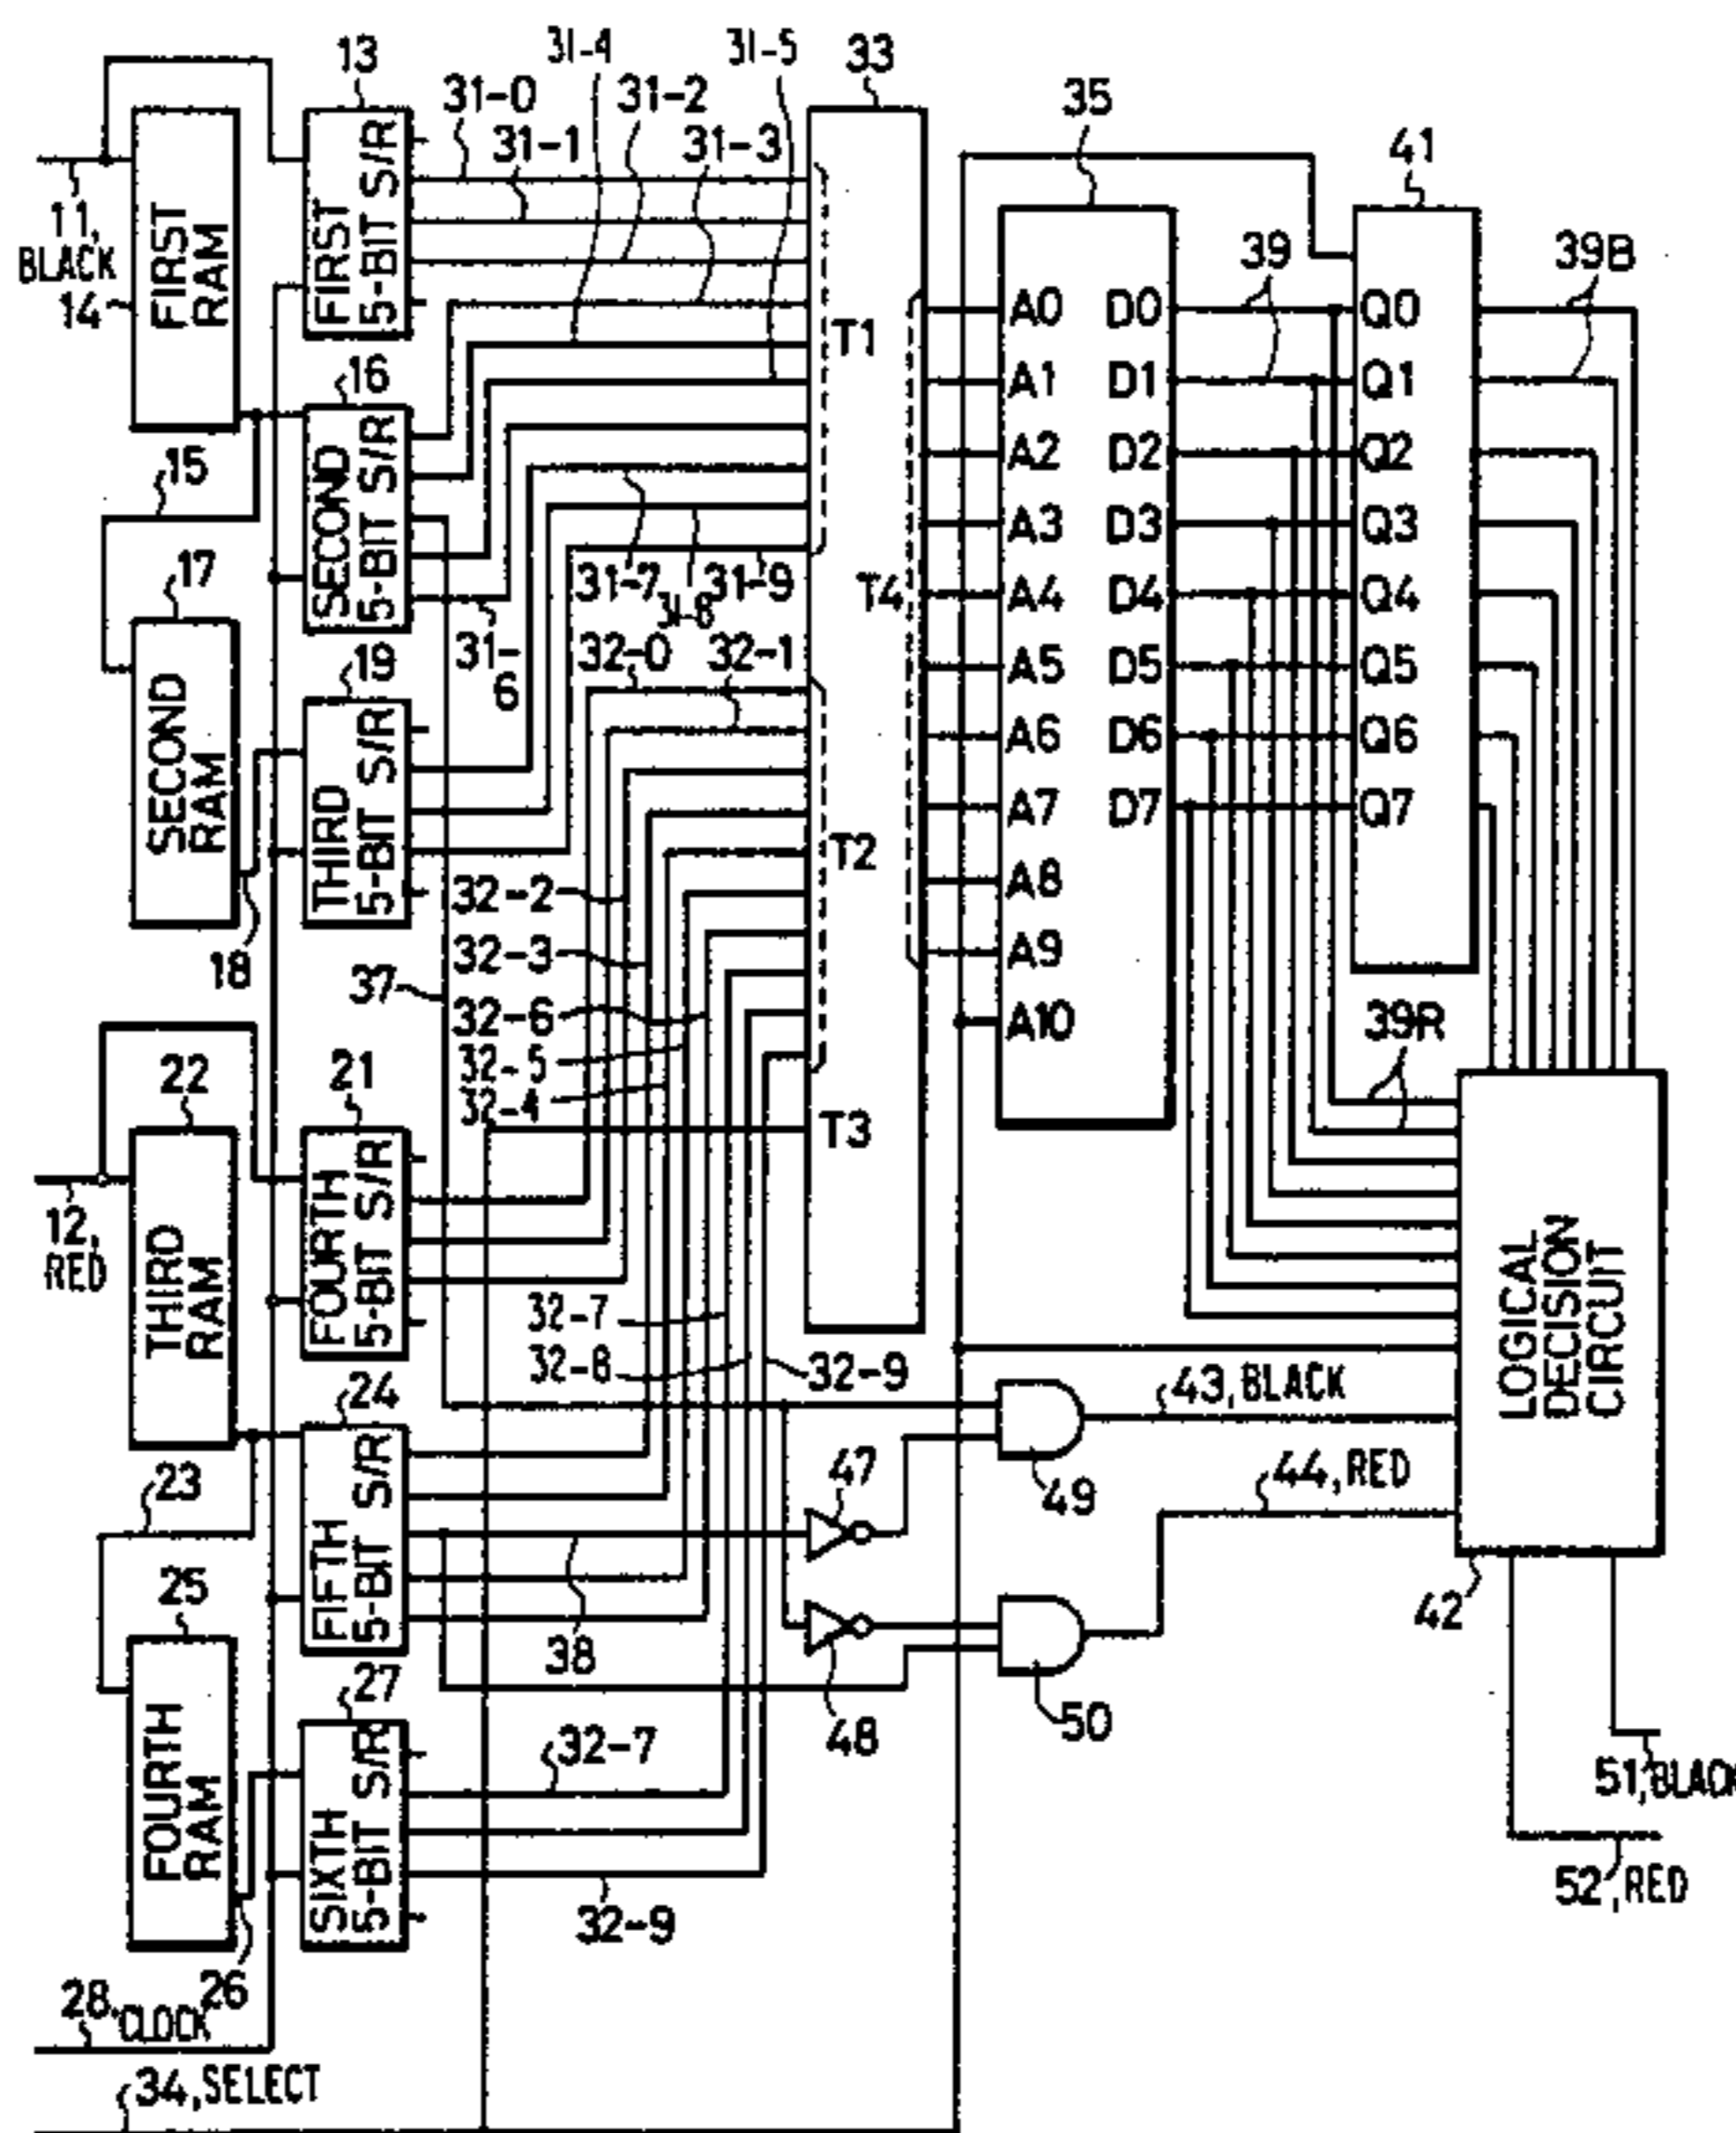 11, BLACK
14
FIRST RAM
13
FIRST 5-BIT S/R
31-0
31-1
31-4
31-2
31-3
31-5
33
35
41
15
16
SECOND 5-BIT S/R
17
SECOND RAM
18
19
THIRD 5-BIT S/R
31-6
31-7
31-8
31-9
32-0
32-1
37
32-2
32-3
32-6
32-5
32-4
T1
T4
T2
T3
A0
A1
A2
A3
A4
A5
A6
A7
A8
A9
A10
D0
D1
D2
D3
D4
D5
D6
D7
39
Q0
Q1
Q2
Q3
Q4
Q5
Q6
Q7
39B
39R
12, RED
22
THIRD RAM
21
FOURTH 5-BIT S/R
23
24
FIFTH 5-BIT S/R
25
FOURTH RAM
26
27
SIXTH 5-BIT S/R
32-7
32-8
32-9
38
32-7
32-9
47
48
49
50
43, BLACK
44, RED
LOGICAL DECISION CIRCUIT
42
51, BLACK
52, RED
28, CLOCK
34, SELECT